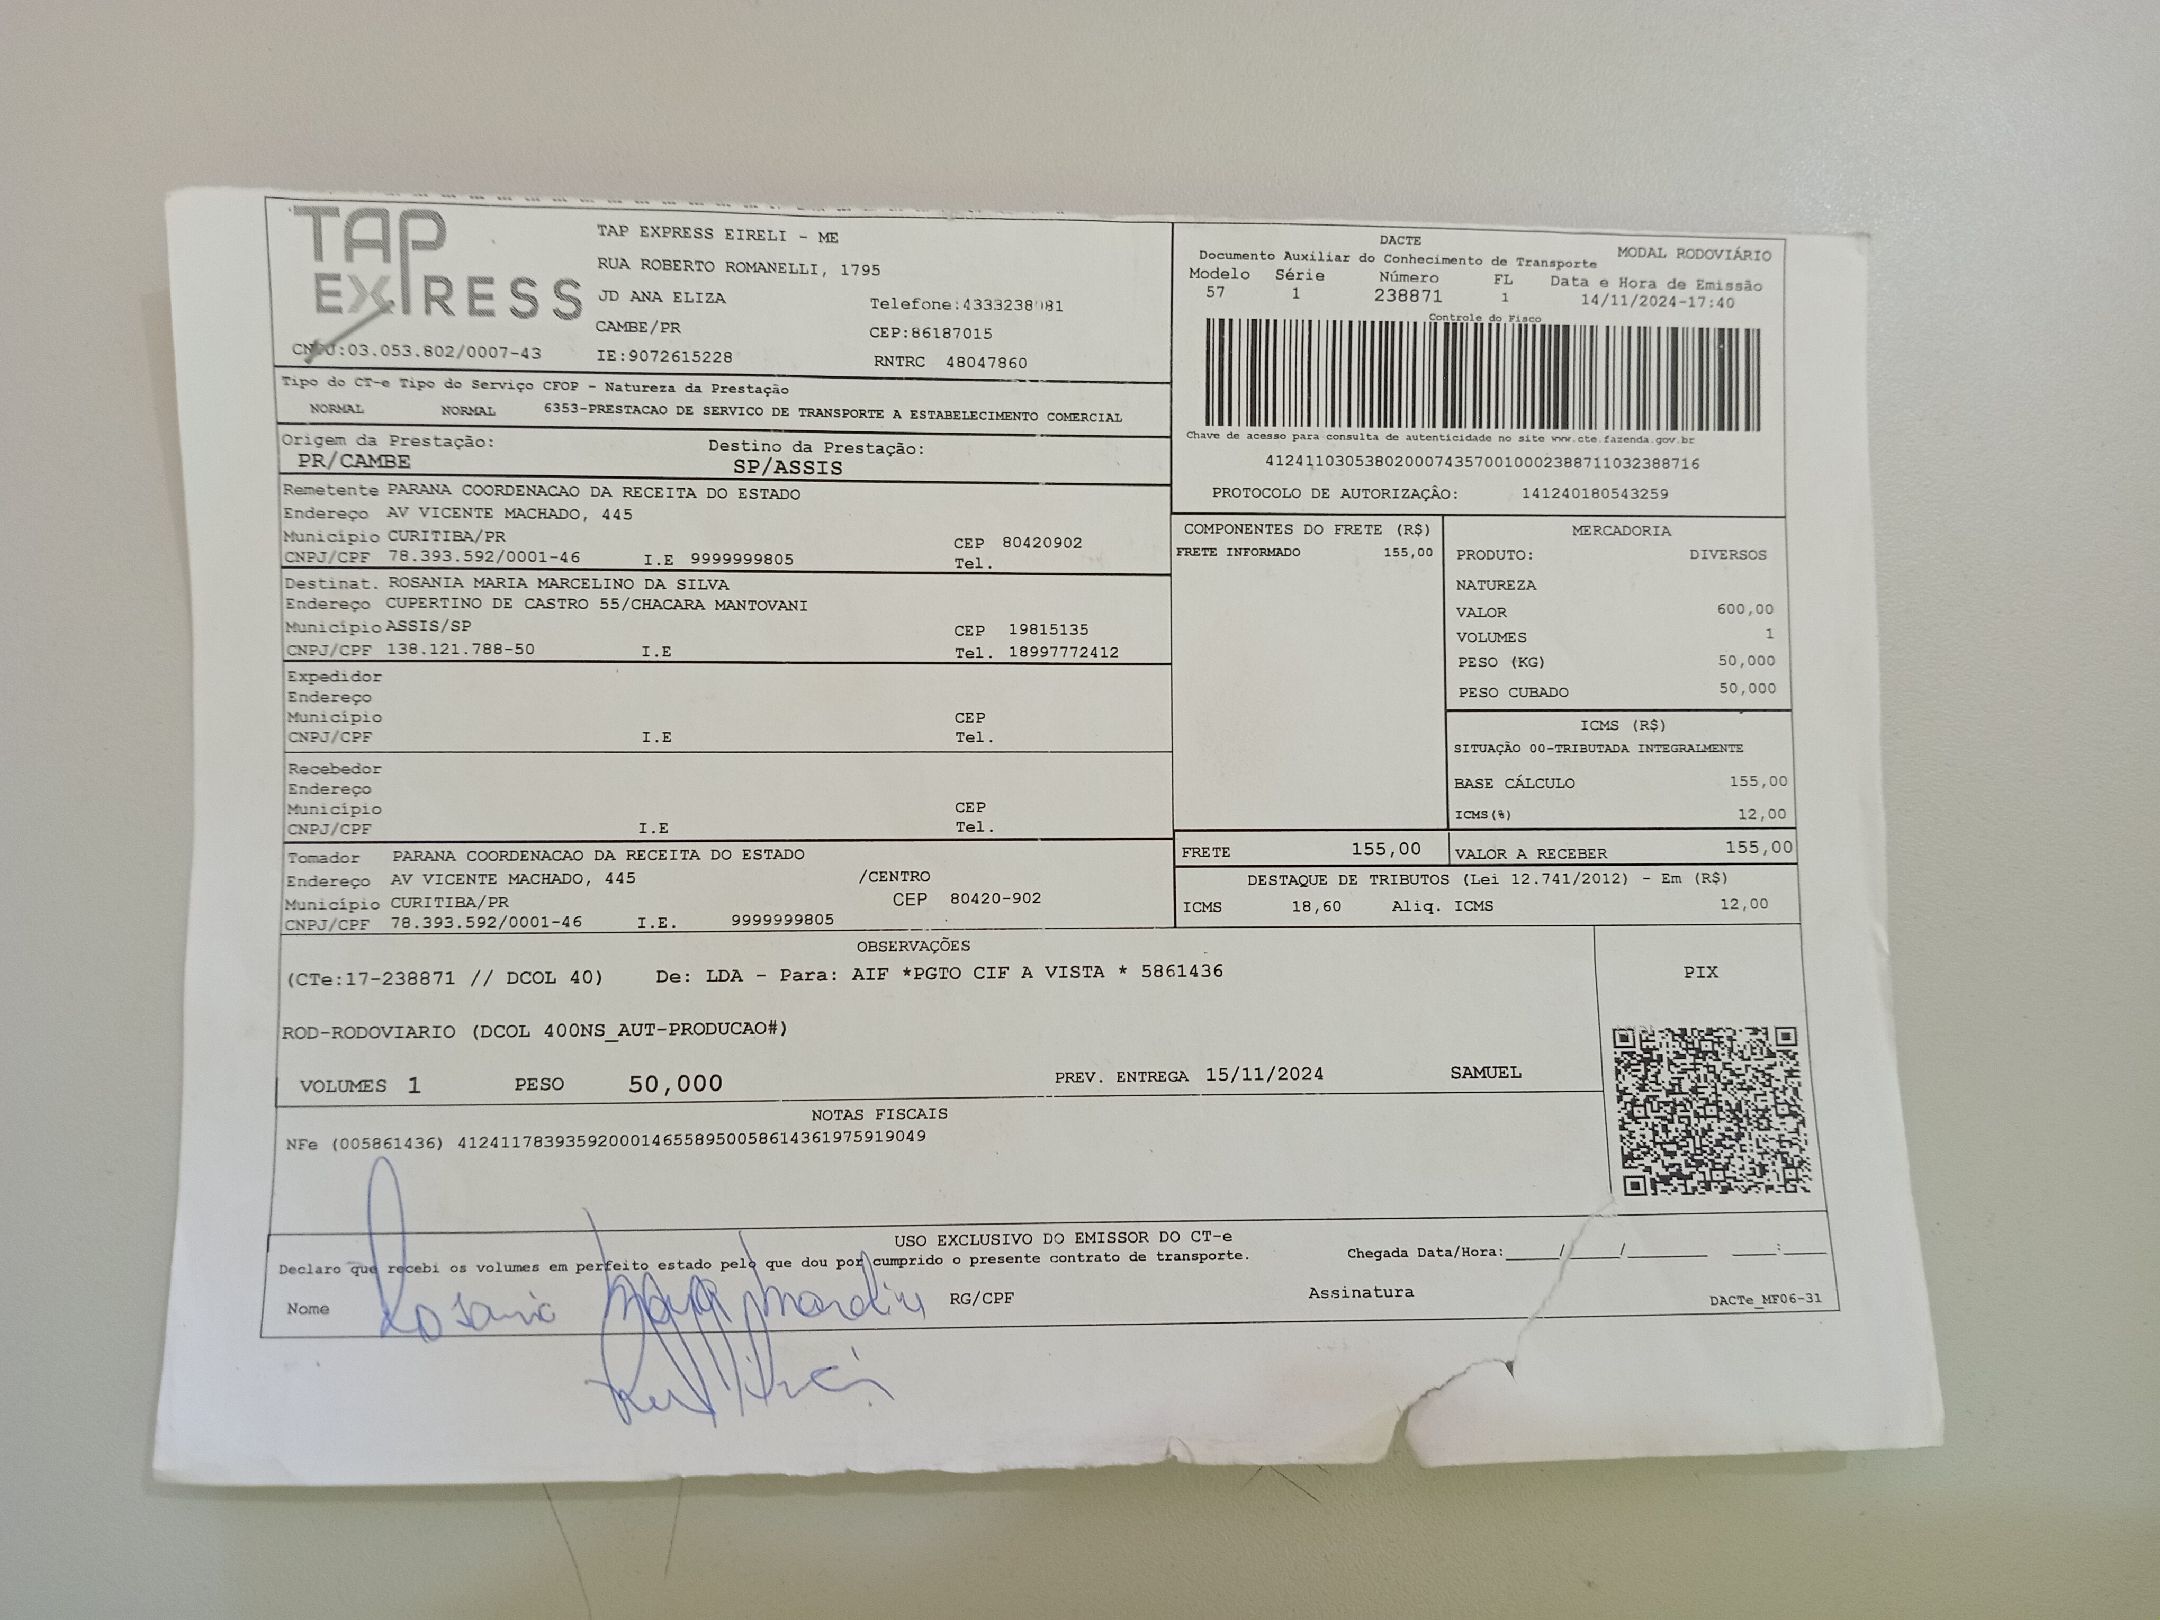 TAP
EXPRESS
TAP EXPRESS EIRELI - ME
RUA ROBERTO ROMANELLI, 1795
JD ANA ELIZA
Telefone:4333238081
CAMBE/PR
CEP:86187015
CNPJ:03.053.802/0007-43
IE:9072615228
RNTRC 48047860
DACTE
MODAL RODOVIÁRIO
Documento Auxiliar do Conhecimento de Transporte
Modelo Série Número FL Data e Hora de Emissão
57 1 238871 1 14/11/2024-17:40
Controle do Fisco
Chave de acesso para consulta de autenticidade no site www.cte.fazenda.gov.br
41241103053802000743570010002388711032388716
PROTOCOLO DE AUTORIZAÇÂO: 141240180543259
Tipo do CT-e Tipo do Serviço CFOP - Natureza da Prestação
NORMAL NORMAL 6353-PRESTACAO DE SERVICO DE TRANSPORTE A ESTABELECIMENTO COMERCIAL
Origem da Prestação: Destino da Prestação:
PR/CAMBE SP/ASSIS
Remetente PARANA COORDENACAO DA RECEITA DO ESTADO
Endereço AV VICENTE MACHADO, 445
Município CURITIBA/PR CEP 80420902
CNPJ/CPF 78.393.592/0001-46 I.E 9999999805 Tel.
Destinat. ROSANIA MARIA MARCELINO DA SILVA
Endereço CUPERTINO DE CASTRO 55/CHACARA MANTOVANI
Município ASSIS/SP CEP 19815135
CNPJ/CPF 138.121.788-50 I.E Tel. 18997772412
Expedidor
Endereço
Município CEP
CNPJ/CPF I.E Tel.
Recebedor
Endereço
Município CEP
CNPJ/CPF I.E Tel.
Tomador PARANA COORDENACAO DA RECEITA DO ESTADO
Endereço AV VICENTE MACHADO, 445 /CENTRO
Município CURITIBA/PR CEP 80420-902
CNPJ/CPF 78.393.592/0001-46 I.E. 9999999805
COMPONENTES DO FRETE (R$)
FRETE INFORMADO 155,00
MERCADORIA
PRODUTO: DIVERSOS
NATUREZA
VALOR 600,00
VOLUMES 1
PESO (KG) 50,000
PESO CUBADO 50,000
ICMS (R$)
SITUAÇÃO 00-TRIBUTADA INTEGRALMENTE
BASE CÁLCULO 155,00
ICMS(%) 12,00
FRETE 155,00 VALOR A RECEBER 155,00
DESTAQUE DE TRIBUTOS (Lei 12.741/2012) - Em (R$)
ICMS 18,60 Aliq. ICMS 12,00
OBSERVAÇÕES
(CTe:17-238871 // DCOL 40) De: LDA - Para: AIF *PGTO CIF A VISTA * 5861436
PIX
ROD-RODOVIARIO (DCOL 400NS_AUT-PRODUCAO#)
VOLUMES 1 PESO 50,000 PREV. ENTREGA 15/11/2024 SAMUEL
NOTAS FISCAIS
NFe (005861436) 41241178393592000146558950058614361975919049
USO EXCLUSIVO DO EMISSOR DO CT-e
Declaro que recebi os volumes em perfeito estado pelo que dou por cumprido o presente contrato de transporte.
Chegada Data/Hora:_____/_____/________ ____:____
Nome Rosania RG/CPF Assinatura
DACTe_MF06-31